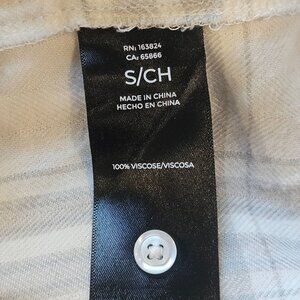 RN: 163824
CA: 65866
S/CH
MADE IN CHINA
HECHO EN CHINA
100% VISCOSE/VISCOSA